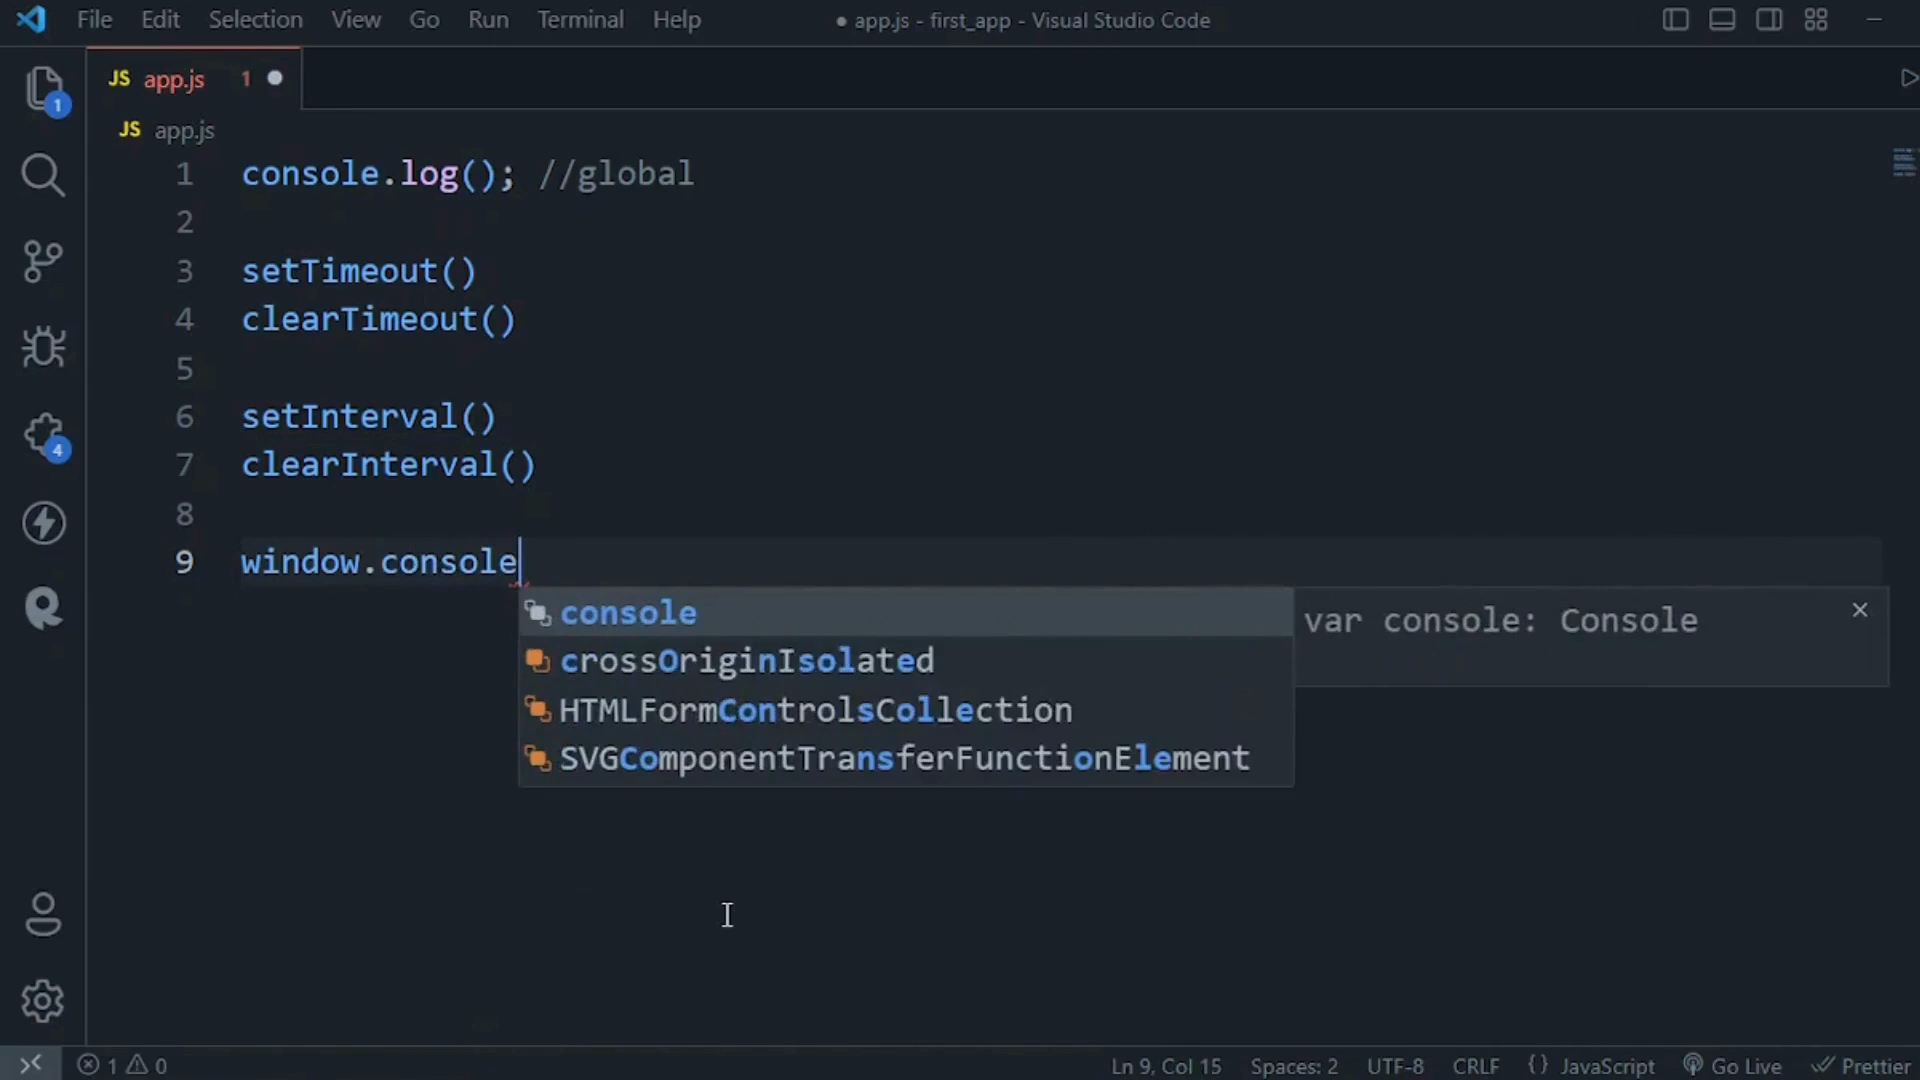 File Edit Selection View Go Run Terminal Help ● app.js - first_app - Visual Studio Code
JS app.js 1
JS app.js
1 console.log(); //global
2
3 setTimeout()
4 clearTimeout()
5
6 setInterval()
7 clearInterval()
8
9 window.console
console
var console: Console
crossOriginIsolated
HTMLFormControlsCollection
SVGComponentTransferFunctionElement
1
4
1 0 Ln 9, Col 15 Spaces: 2 UTF-8 CRLF {} JavaScript Go Live Prettier